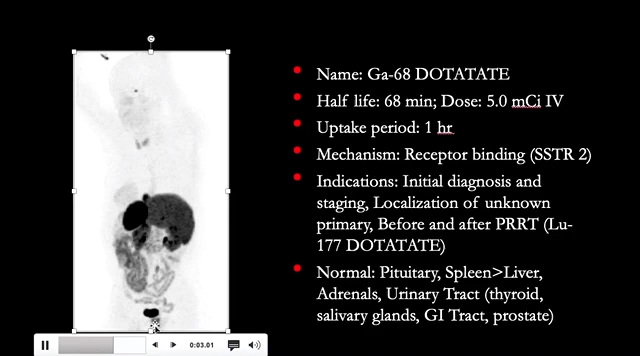 Name: Ga-68 DOTATATE
Half life: 68 min; Dose: 5.0 mCi IV
Uptake period: 1 hr
Mechanism: Receptor binding (SSTR 2)
Indications: Initial diagnosis and
staging, Localization of unknown
primary, Before and after PRRT (Lu-
177 DOTATATE)
Normal: Pituitary, Spleen>Liver,
Adrenals, Urinary Tract (thyroid,
salivary glands, GI Tract, prostate)
0:03.01